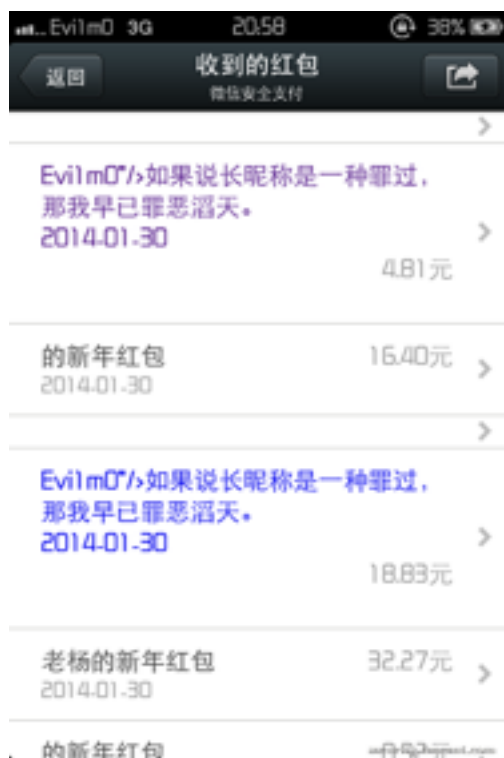 Evi1m0 3G 20:58 38%
返回
收到的红包
微信安全支付
Evi1m0"/>如果说长昵称是一种罪过，
那我早已罪恶滔天。
2014-01-30
4.81元
的新年红包 16.40元
2014-01-30
Evi1m0"/>如果说长昵称是一种罪过，
那我早已罪恶滔天。
2014-01-30
18.83元
老杨的新年红包 32.27元
2014-01-30
的新年红包